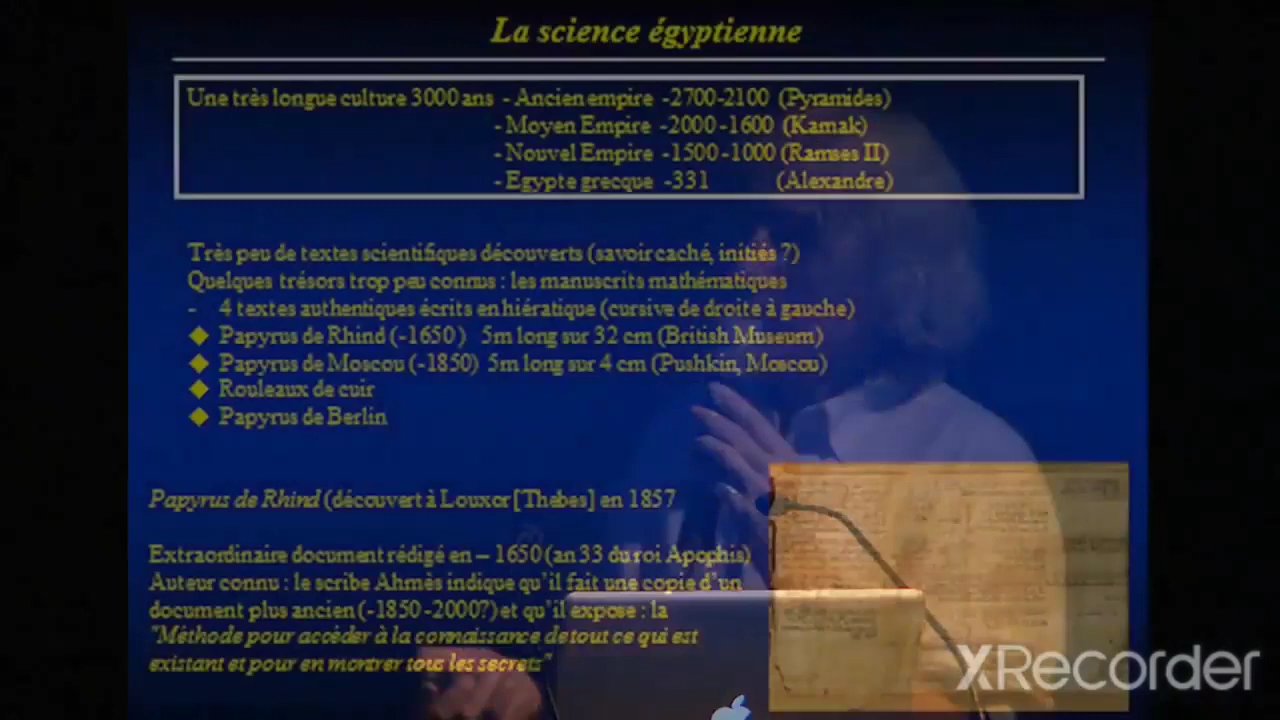 La science égyptienne
Une très longue culture 3000 ans - Ancien empire -2700-2100 (Pyramides)
- Moyen Empire -2000-1600 (Karnak)
- Nouvel Empire -1500-1000 (Ramses II)
- Egypte grecque -331 (Alexandre)
Très peu de textes scientifiques découverts (savoir caché, initiés ?)
Quelques trésors trop peu connus : les manuscrits mathématiques
- 4 textes authentiques écrits en hiératique (cursive de droite à gauche)
◆ Papyrus de Rhind (-1650) 5m long sur 32 cm (British Museum)
◆ Papyrus de Moscou (-1850) 5m long sur 4 cm (Pushkin, Moscou)
◆ Rouleaux de cuir
◆ Papyrus de Berlin
Papyrus de Rhind (découvert à Louxor [Thèbes] en 1857
Extraordinaire document rédigé en – 1650 (an 33 du roi Apophis)
Auteur connu : le scribe Ahmès indique qu'il fait une copie d'un
document plus ancien (-1850 -2000?) et qu'il expose : la
"Méthode pour accéder à la connaissance de tout ce qui est
existant et pour en montrer tous les secrets"
XRecorder